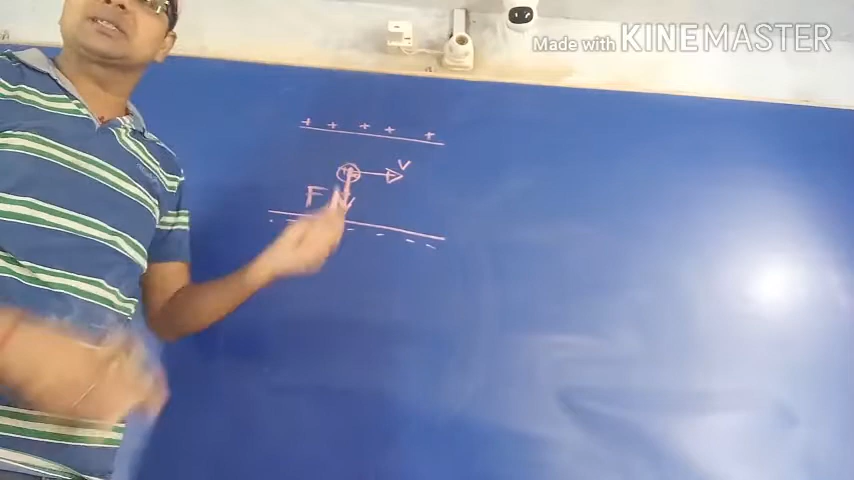 Made with KINEMASTER
+ + + + +
V
F
- - - - -